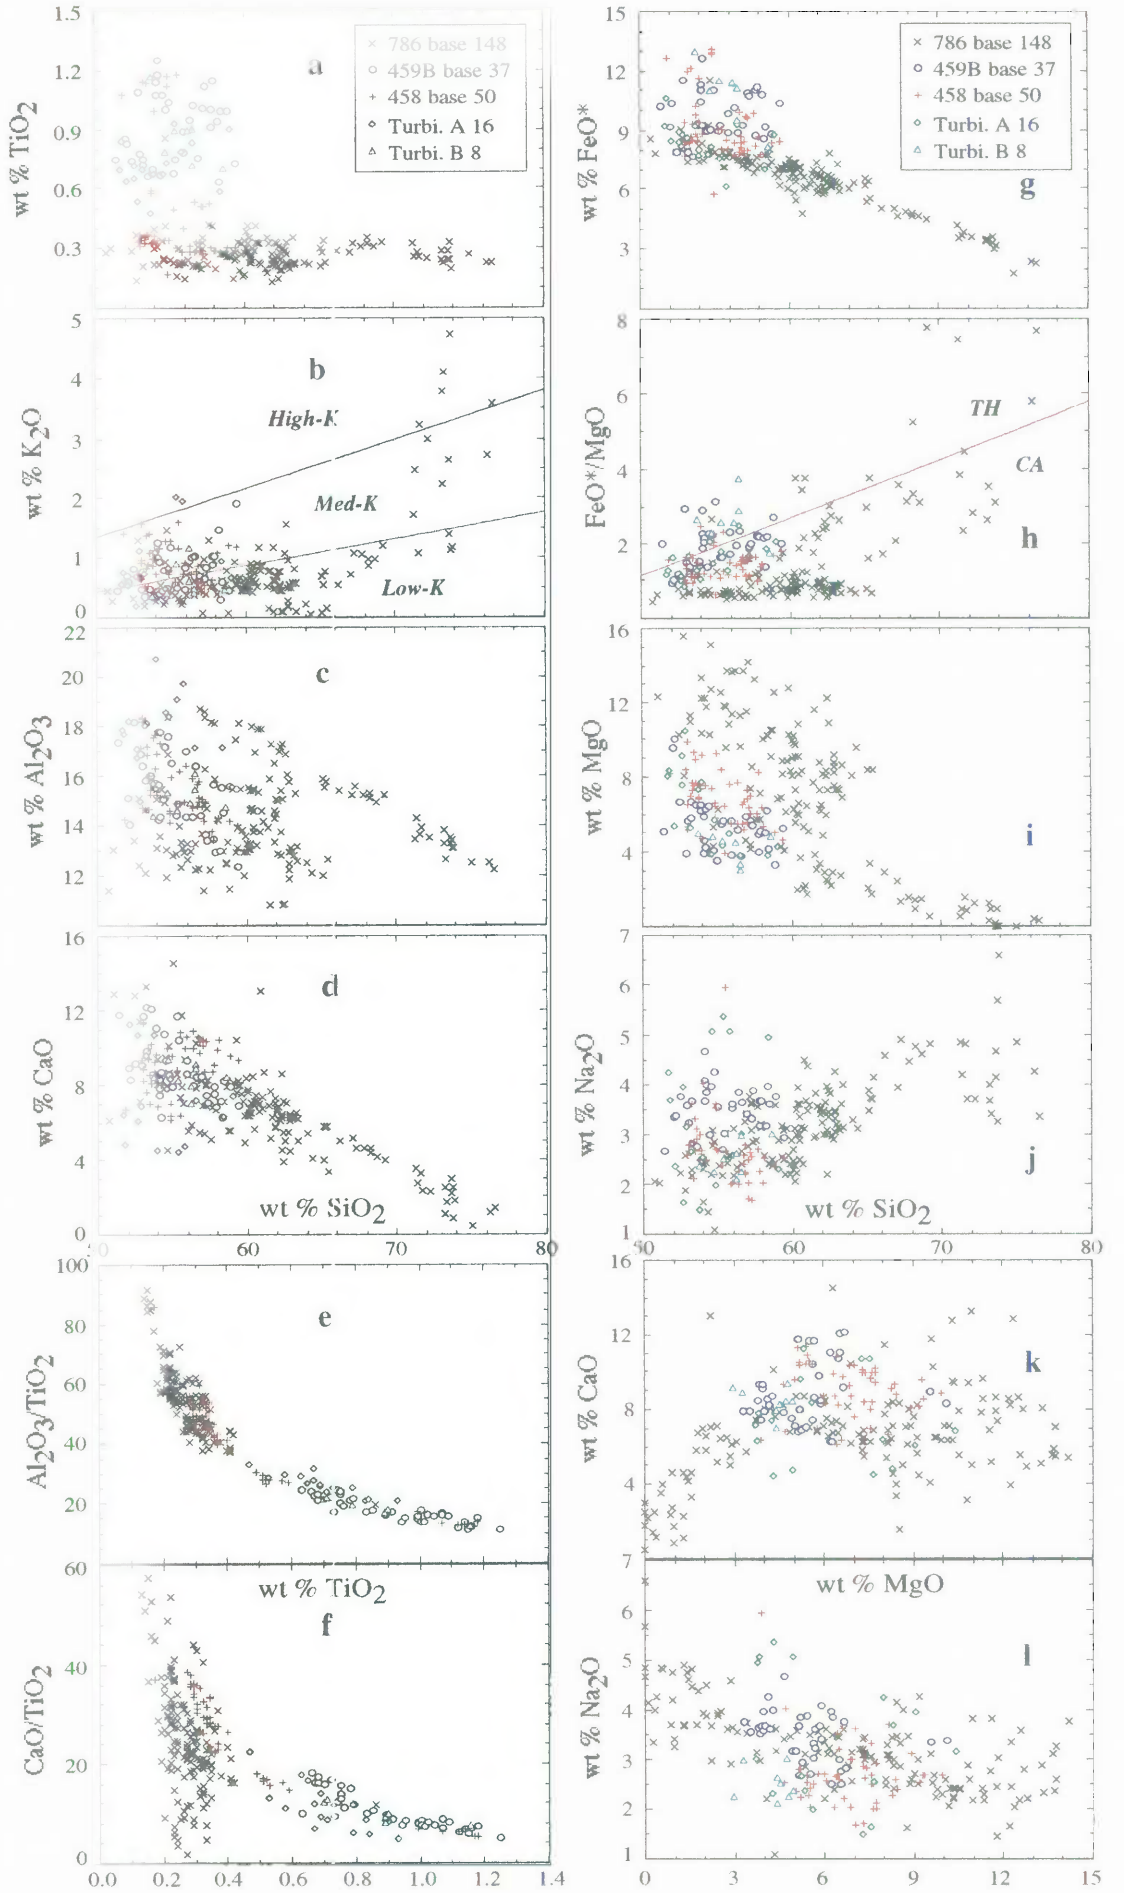 1.5
1.2
0.9
0.6
0.3
wt % TiO2
a
× 786 base 148
○ 459B base 37
+ 458 base 50
◇ Turbi. A 16
△ Turbi. B 8
15
12
9
6
3
wt % FeO*
× 786 base 148
○ 459B base 37
+ 458 base 50
◇ Turbi. A 16
△ Turbi. B 8
g
5
4
3
2
1
0
wt % K2O
b
High-K
Med-K
Low-K
8
6
4
2
FeO*/MgO
TH
CA
h
22
20
18
16
14
12
wt % Al2O3
c
16
12
8
4
wt % MgO
i
16
12
8
4
0
wt % CaO
d
wt % SiO2
60
70
80
7
6
5
4
3
2
1
wt % Na2O
j
wt % SiO2
50
60
70
80
100
80
60
40
20
Al2O3/TiO2
e
wt % TiO2
16
12
8
4
wt % CaO
k
wt % MgO
60
40
20
0
CaO/TiO2
f
0.0
0.2
0.4
0.6
0.8
1.0
1.2
1.4
7
6
5
4
3
2
1
wt % Na2O
l
0
3
6
9
12
15